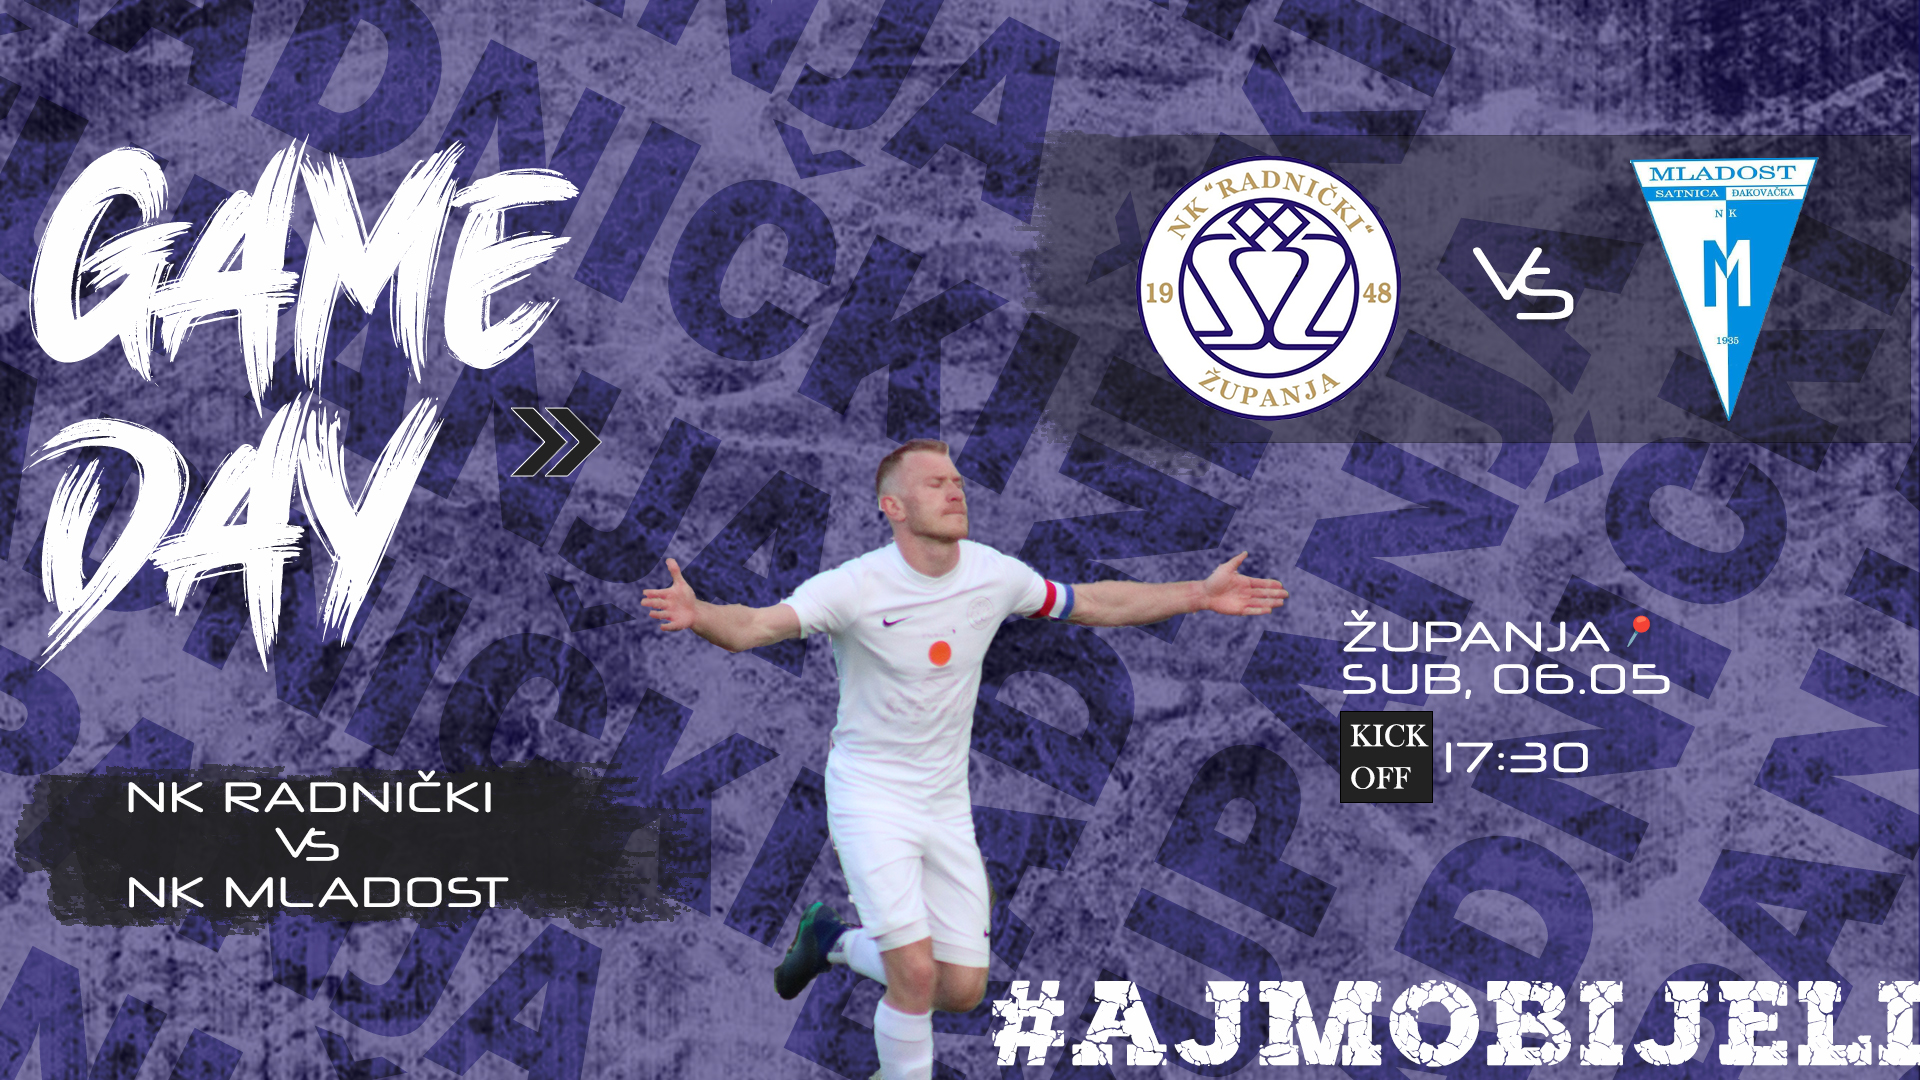 GAME
DAY
NK "RADNIČKI"
19 48
ŽUPANJA
VS
MLADOST
SATNICA ĐAKOVAČKA
N K
M
1935
ŽUPANJA
SUB, 06.05
KICK
OFF
17:30
NK RADNIČKI
VS
NK MLADOST
#AJMOBIJELI